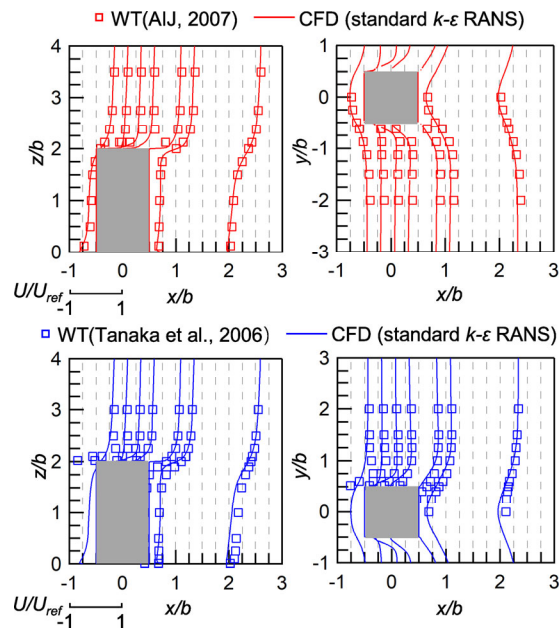 WT(AIJ, 2007) CFD (standard k-ε RANS)
z/b
4
3
2
1
0
-1 0 1 2 3
x/b
U/Uref
-1 1
y/b
1
0
-1
-2
-3
-1 0 1 2 3
x/b
WT(Tanaka et al., 2006) CFD (standard k-ε RANS)
z/b
4
3
2
1
0
-1 0 1 2 3
x/b
U/Uref
-1 1
y/b
3
2
1
0
-1
-1 0 1 2 3
x/b